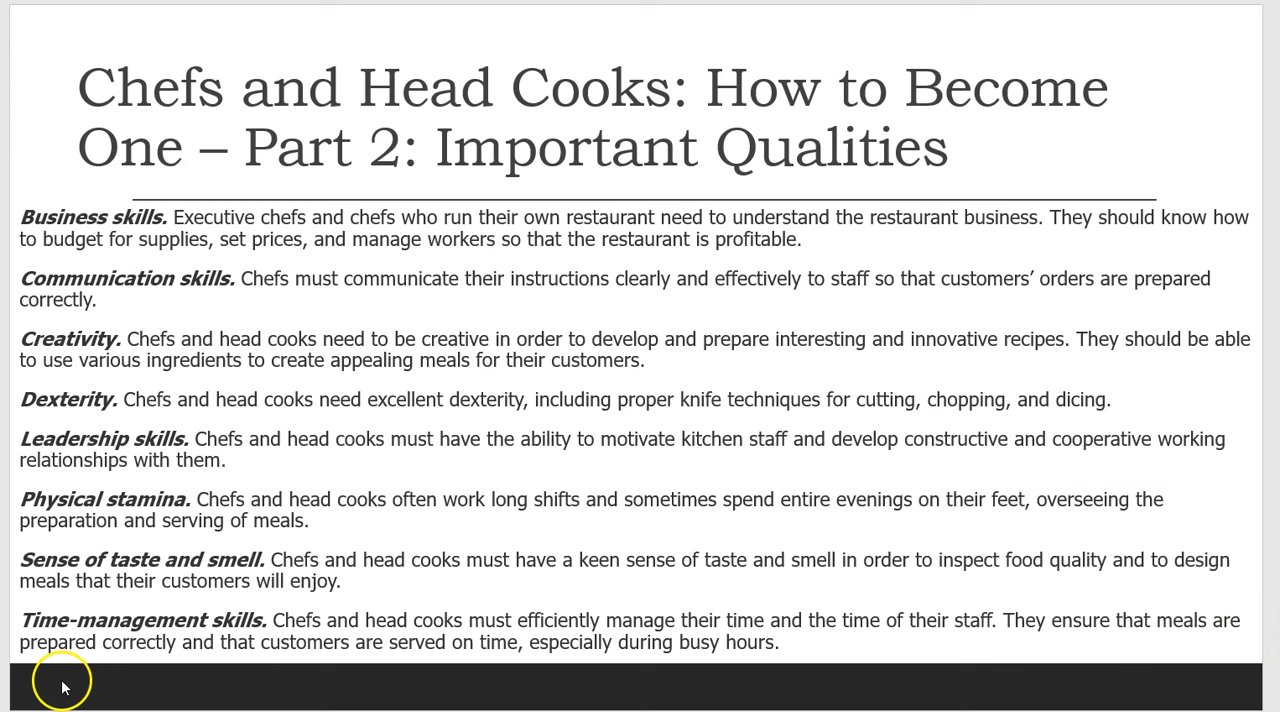 Chefs and Head Cooks: How to Become
One – Part 2: Important Qualities
Business skills. Executive chefs and chefs who run their own restaurant need to understand the restaurant business. They should know how
to budget for supplies, set prices, and manage workers so that the restaurant is profitable.
Communication skills. Chefs must communicate their instructions clearly and effectively to staff so that customers’ orders are prepared
correctly.
Creativity. Chefs and head cooks need to be creative in order to develop and prepare interesting and innovative recipes. They should be able
to use various ingredients to create appealing meals for their customers.
Dexterity. Chefs and head cooks need excellent dexterity, including proper knife techniques for cutting, chopping, and dicing.
Leadership skills. Chefs and head cooks must have the ability to motivate kitchen staff and develop constructive and cooperative working
relationships with them.
Physical stamina. Chefs and head cooks often work long shifts and sometimes spend entire evenings on their feet, overseeing the
preparation and serving of meals.
Sense of taste and smell. Chefs and head cooks must have a keen sense of taste and smell in order to inspect food quality and to design
meals that their customers will enjoy.
Time-management skills. Chefs and head cooks must efficiently manage their time and the time of their staff. They ensure that meals are
prepared correctly and that customers are served on time, especially during busy hours.